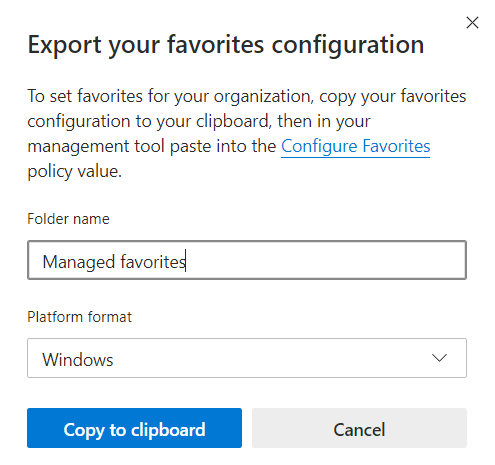 Export your favorites configuration
To set favorites for your organization, copy your favorites
configuration to your clipboard, then in your
management tool paste into the Configure Favorites
policy value.
Folder name
Managed favorites
Platform format
Windows
Copy to clipboard
Cancel